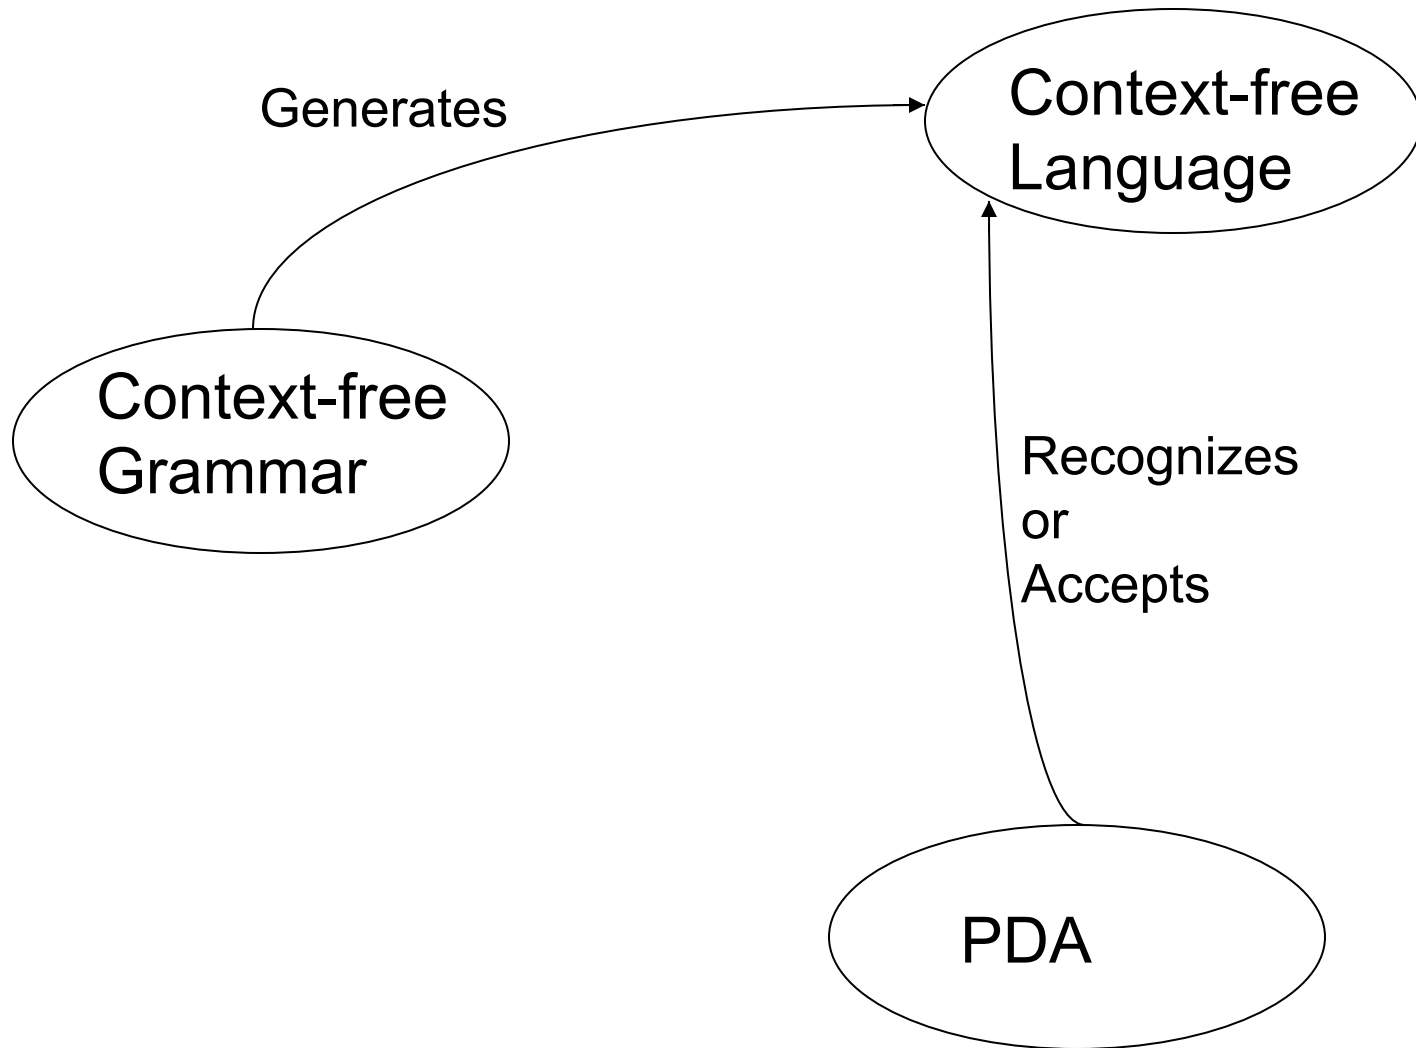 Generates
Context-free
Language
Context-free
Grammar
Recognizes
or
Accepts
PDA